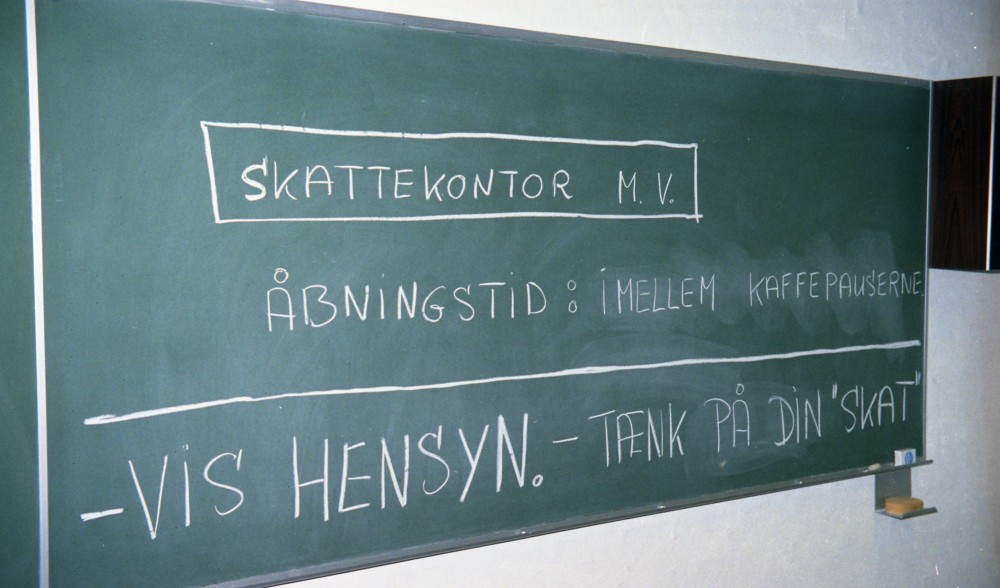 SKATTEKONTOR M.V.
ÅBNINGSTID: IMELLEM KAFFEPAUSERNE.
-VIS HENSYN. - TÆNK PÅ DIN "SKAT"